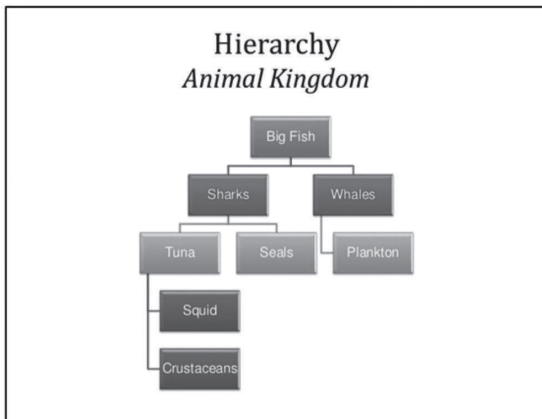 Hierarchy
Animal Kingdom
Big Fish
Sharks
Whales
Tuna
Seals
Plankton
Squid
Crustaceans